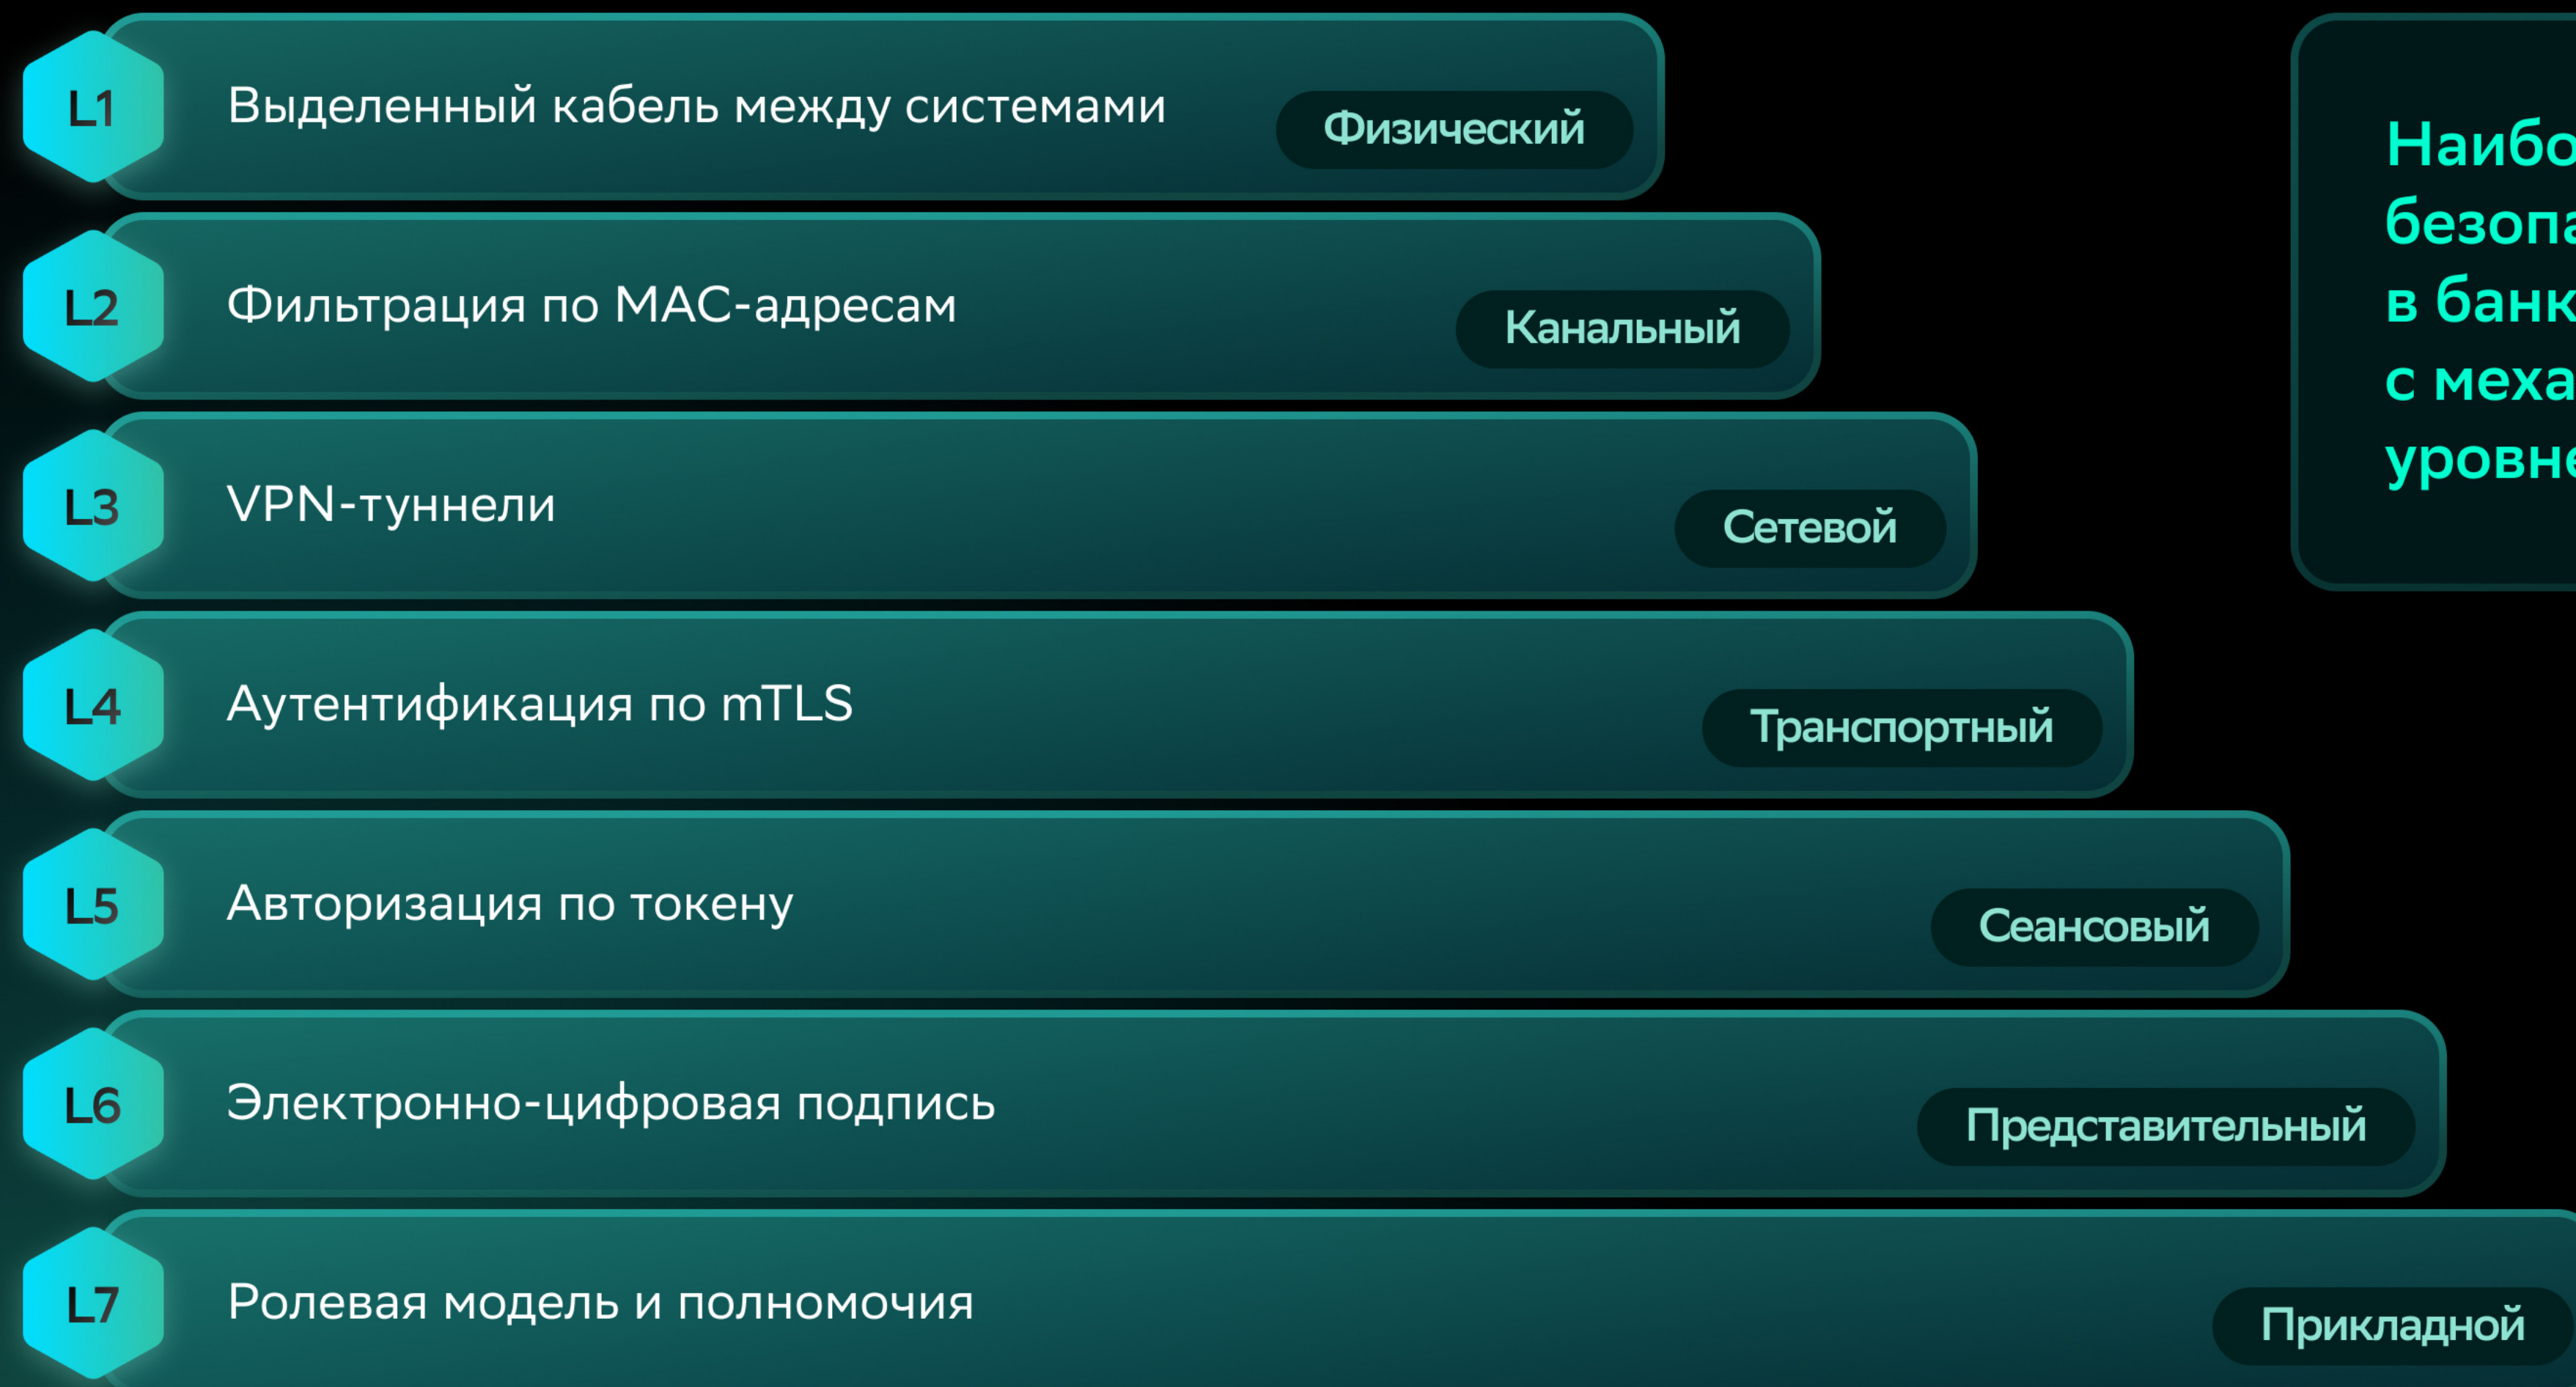 L1
Выделенный кабель между системами
Физический
L2
Фильтрация по MAC-адресам
Канальный
L3
VPN-туннели
Сетевой
L4
Аутентификация по mTLS
Транспортный
L5
Авторизация по токену
Сеансовый
L6
Электронно-цифровая подпись
Представительный
L7
Ролевая модель и полномочия
Прикладной
в
с